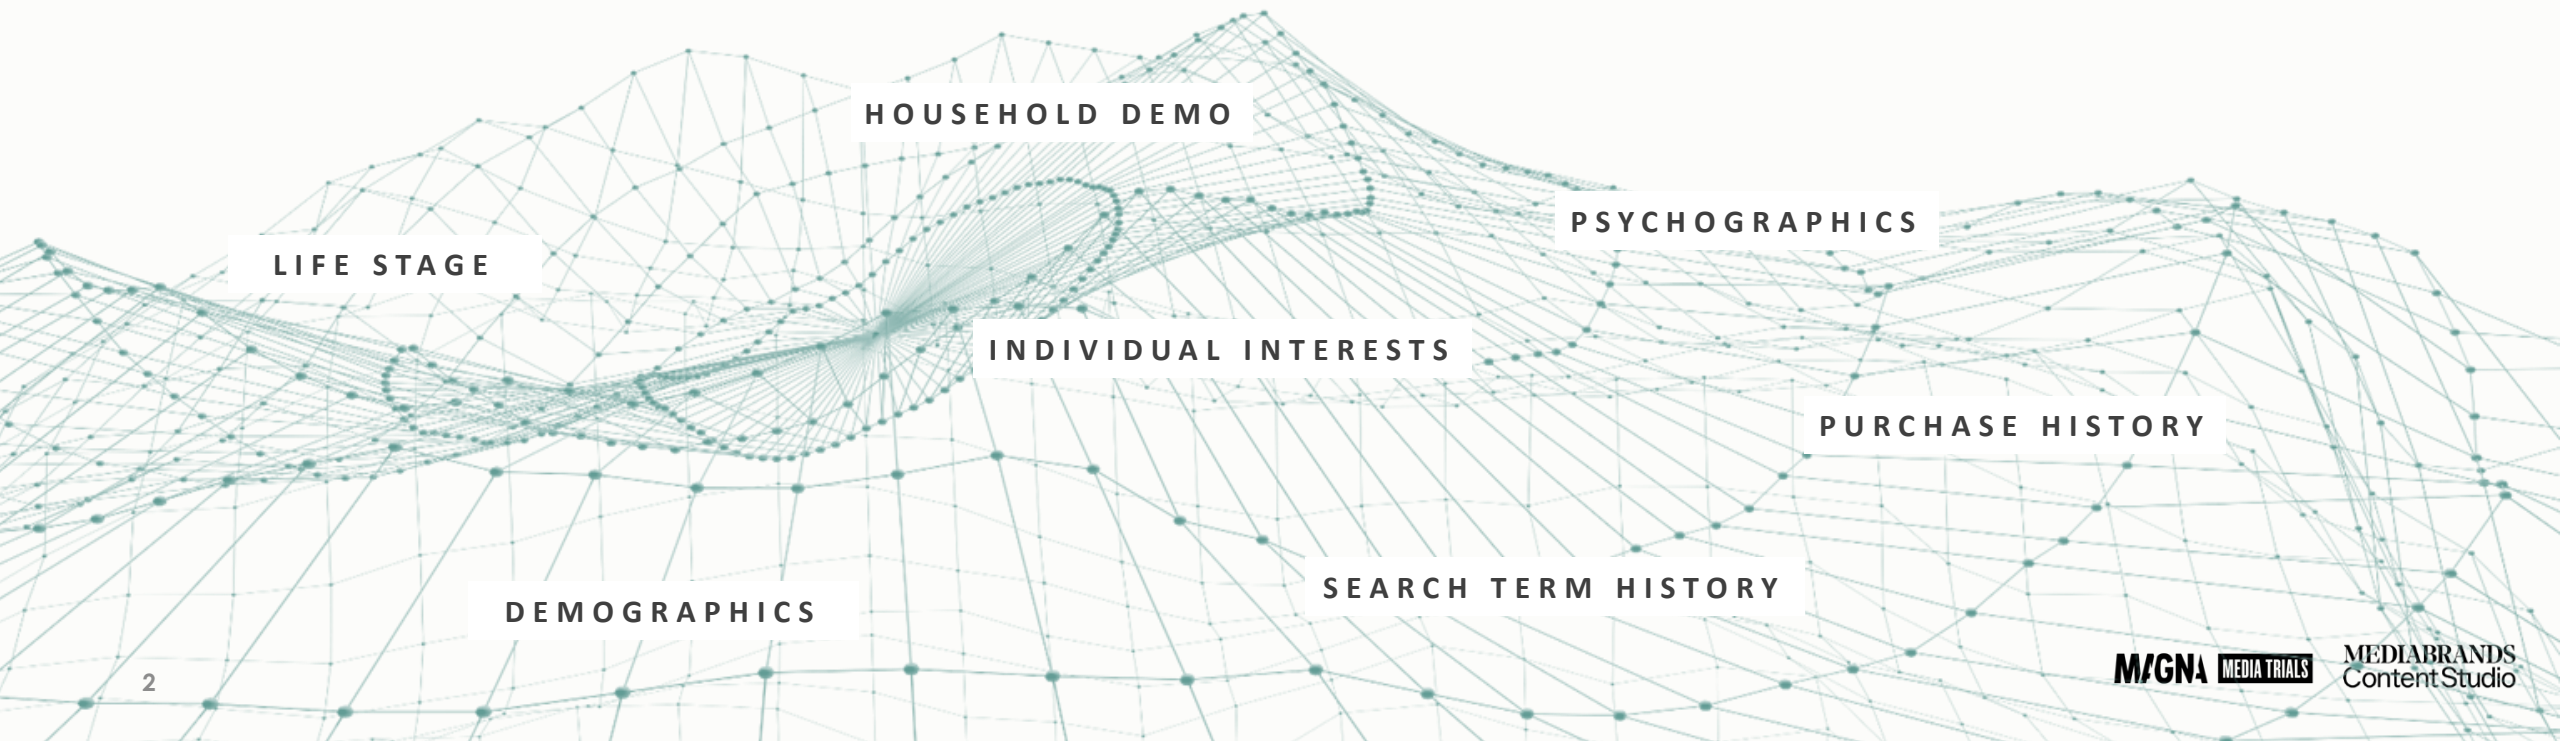 HOUSEHOLD DEMO
PSYCHOGRAPHICS
LIFE STAGE
INDIVIDUAL INTERESTS
PURCHASE HISTORY
SEARCH TERM HISTORY
DEMOGRAPHICS
2
MAGNA MEDIA TRIALS
MEDIABRANDS
Content Studio